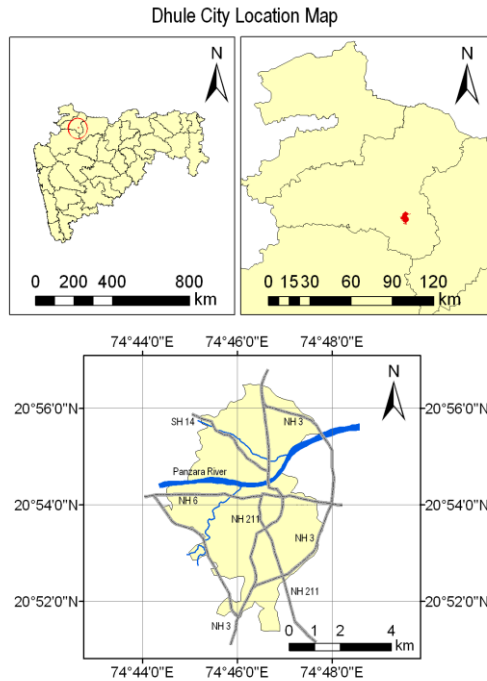 Dhule City Location Map
N
0 200 400 800
km
N
0 15 30 60 90 120
km
74°44'0"E 74°46'0"E 74°48'0"E
20°56'0"N 20°56'0"N
N
SH 14
NH 3
Panzara River
NH 6
20°54'0"N 20°54'0"N
NH 211
NH 3
NH 211
20°52'0"N 20°52'0"N
NH 3
0 1 2 4
km
74°44'0"E 74°46'0"E 74°48'0"E